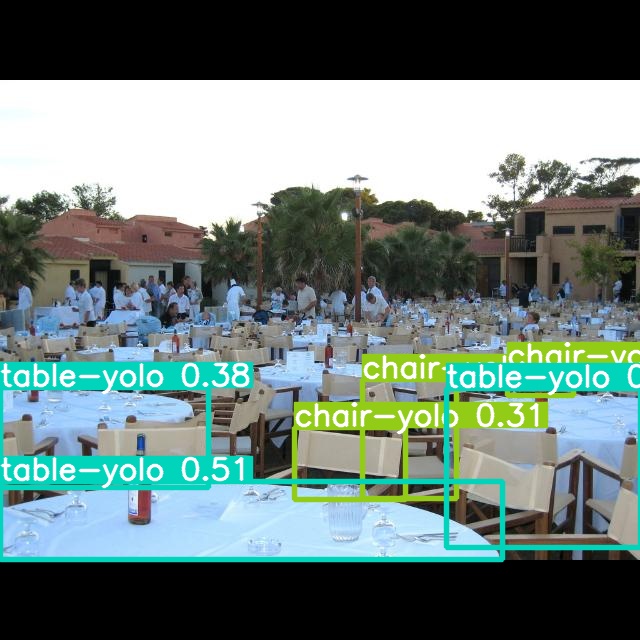 chair-yo
table-yolo 0.38
chair-
table-yolo 0
chair-yolo 0.31
table-yolo 0.51